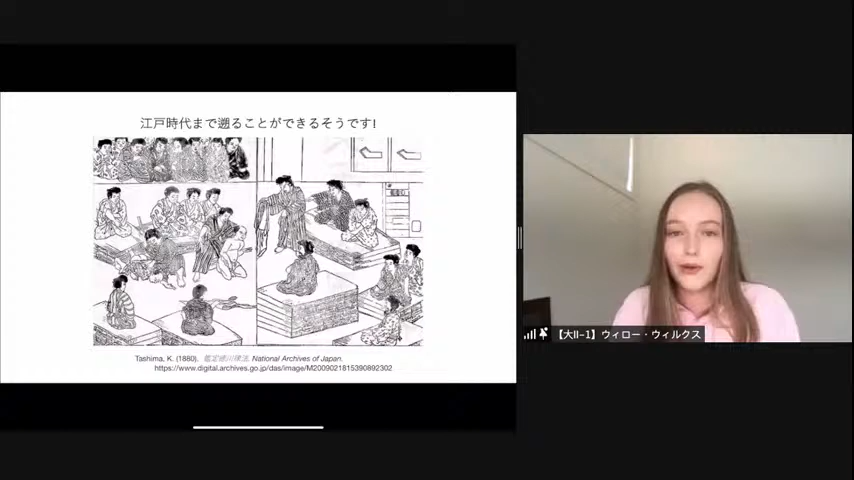 江戸時代まで遡ることができるそうです!
Tashima, K. (1880). National Archives of Japan.
https://www.digital.archives.go.jp/das/image/M2009021815390892302
【大II−1】ウィロー・ウィルクス